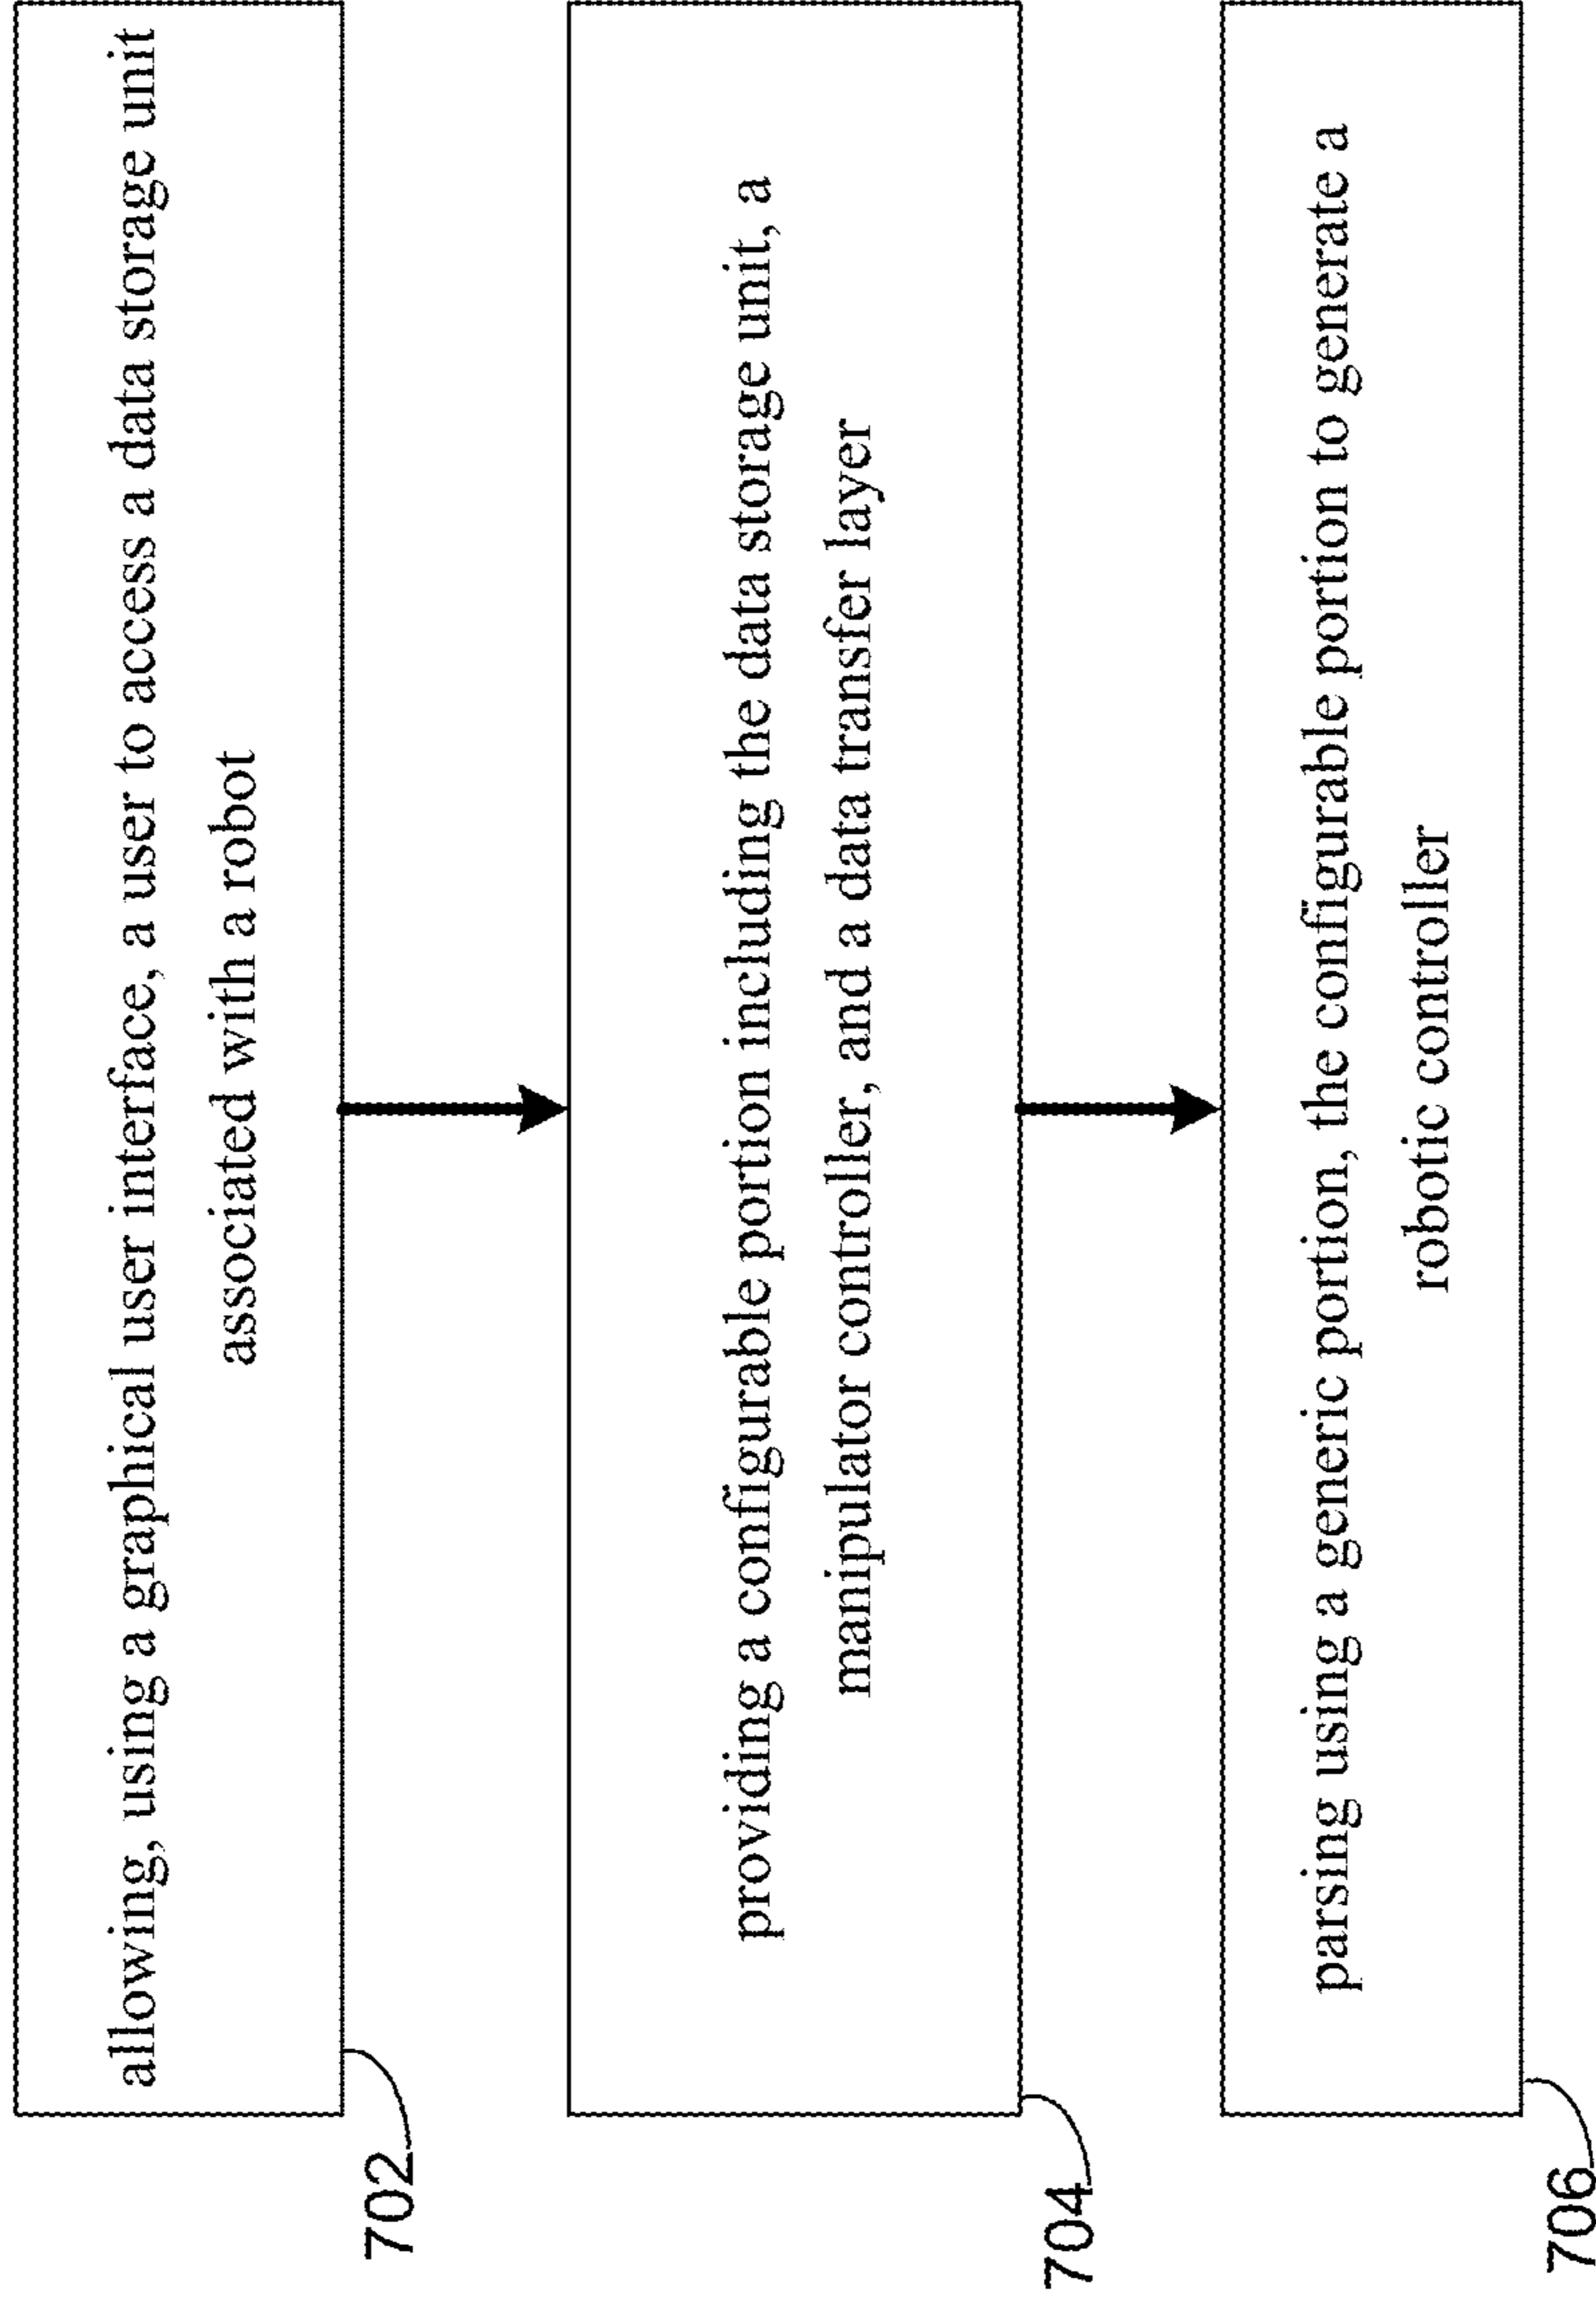 allowing, using a graphical user interface, a user to access a data storage unit
associated with a robot
702
providing a configurable portion including the data storage unit, a
manipulator controller, and a data transfer layer
704
parsing using a generic portion, the configurable portion to generate a
robotic controller
706